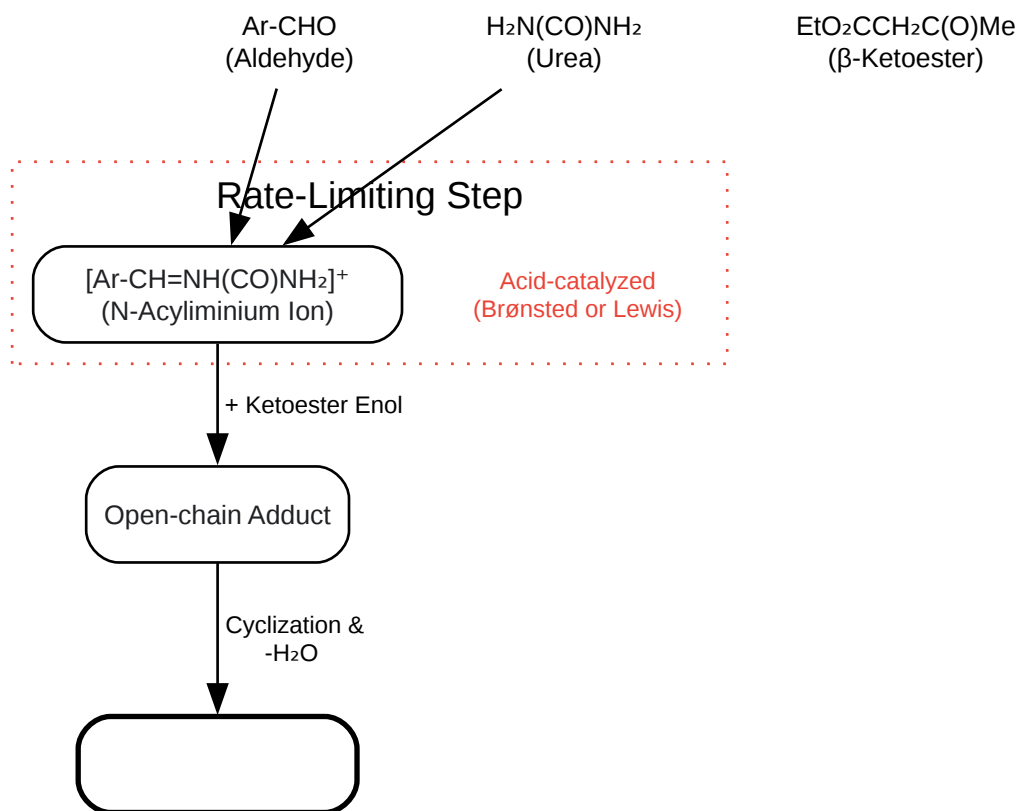 Ar-CHO
(Aldehyde)
H₂N(CO)NH₂
(Urea)
EtO₂CCH₂C(O)Me
(β-Ketoester)
Rate-Limiting Step
[Ar-CH=NH(CO)NH₂]⁺
(N-Acyliminium Ion)
Acid-catalyzed
(Brønsted or Lewis)
+ Ketoester Enol
Open-chain Adduct
Cyclization &
-H₂O